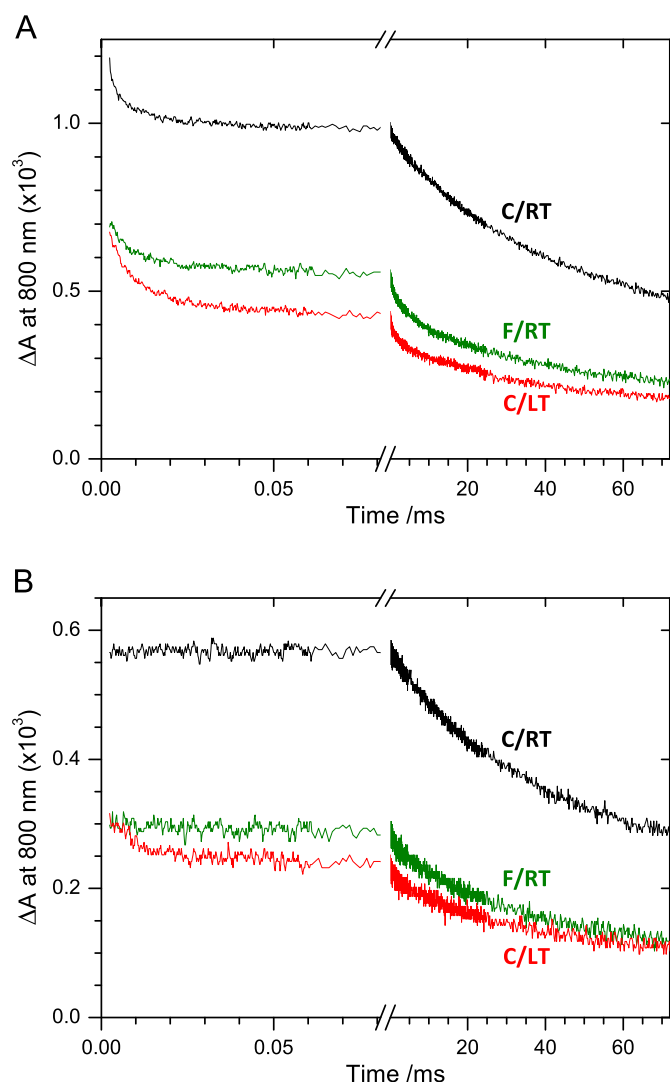 A
ΔA at 800 nm (x10³)
1.0
0.5
0.0
C/RT
F/RT
C/LT
0.00 0.05 20 40 60
Time /ms
B
ΔA at 800 nm (x10³)
0.6
0.4
0.2
0.0
C/RT
F/RT
C/LT
0.00 0.05 20 40 60
Time /ms